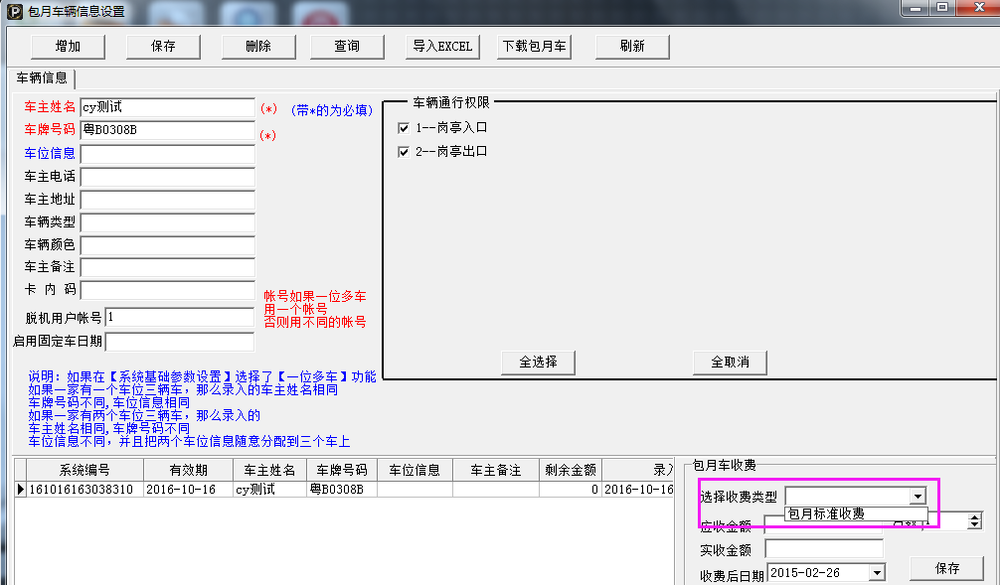 包月车辆信息设置
增加 保存 删除 查询 导入EXCEL 下载包月车 刷新
车辆信息
车主姓名 cy测试 (*) (带*的为必填)
车牌号码 粤B0308B (*)
车位信息
车主电话
车主地址
车辆类型
车辆颜色
车主备注
卡 内 码
脱机用户帐号 1
启用固定车日期
帐号如果一位多车
用一个帐号
否则用不同的帐号
车辆通行权限
1--岗亭入口
2--岗亭出口
全选择 全取消
说明: 如果在【系统基础参数设置】选择了【一位多车】功能
如果一家有一个车位三辆车, 那么录入的车主姓名相同
车牌号码不同, 车位信息相同
如果一家有两个车位三辆车, 那么录入的
车主姓名相同, 车牌号码不同
车位信息不同, 并且把两个车位信息随意分配到三个车上
系统编号 有效期 车主姓名 车牌号码 车位信息 车主备注 剩余金额 录入
161016163038310 2016-10-16 cy测试 粤B0308B 0 2016-10-16
包月车收费
选择收费类型
包月标准收费
应收金额
实收金额
收费后日期 2015-02-26
保存